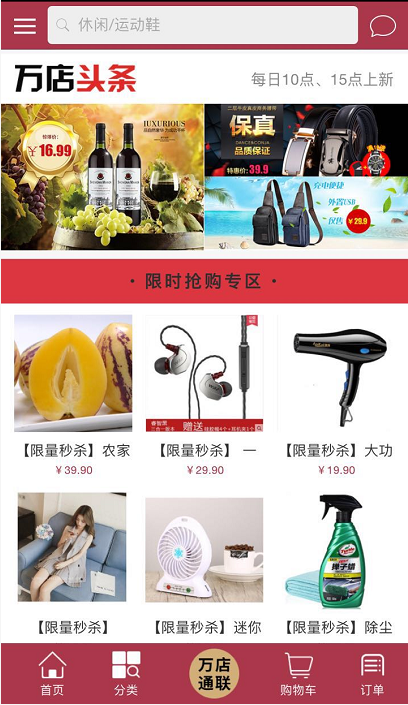 休闲/运动鞋
万店头条
每日10点、15点上新
惊爆价:
¥16.99
LUXURIOUS
保真
品质保证
DANCECONIJIA
特惠价: 39.9
充电便捷
外置USB
仅售 ¥29.9
· 限时抢购专区 ·
赠送
【限量秒杀】农家
【限量秒杀】 一
【限量秒杀】大功
￥39.90
￥29.90
￥19.90
Turtle
【限量秒杀】
【限量秒杀】迷你
【限量秒杀】除尘
首页
分类
万店
通联
购物车
订单